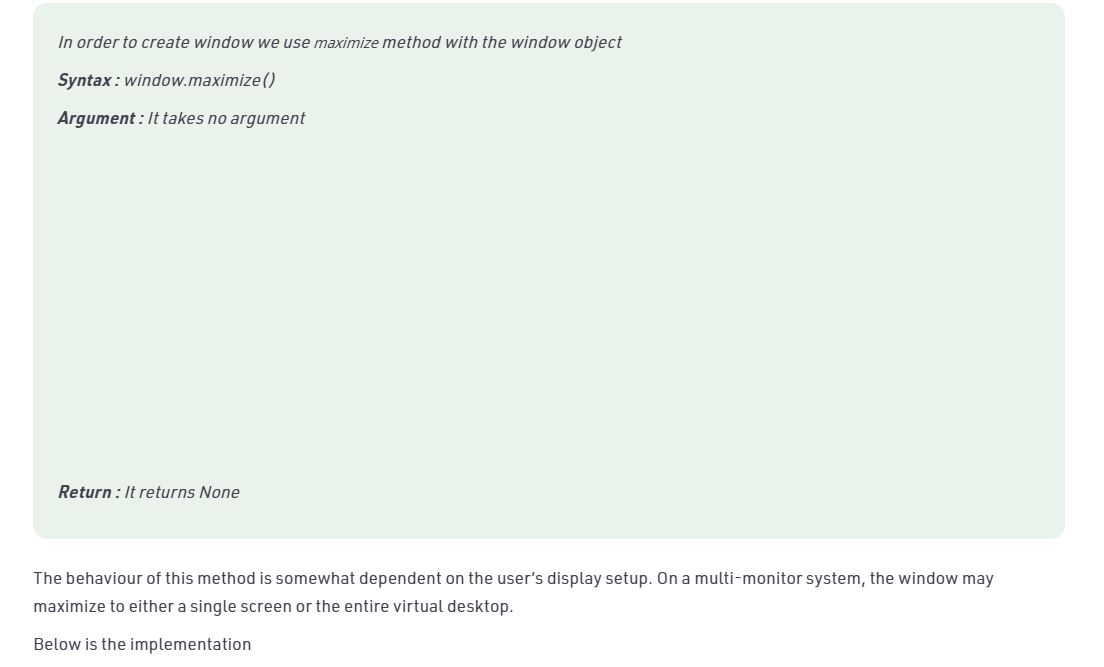 In order to create window we use maximize method with the window object
Syntax : window.maximize()
Argument : It takes no argument
Return : It returns None
The behaviour of this method is somewhat dependent on the user’s display setup. On a multi-monitor system, the window may
maximize to either a single screen or the entire virtual desktop.
Below is the implementation